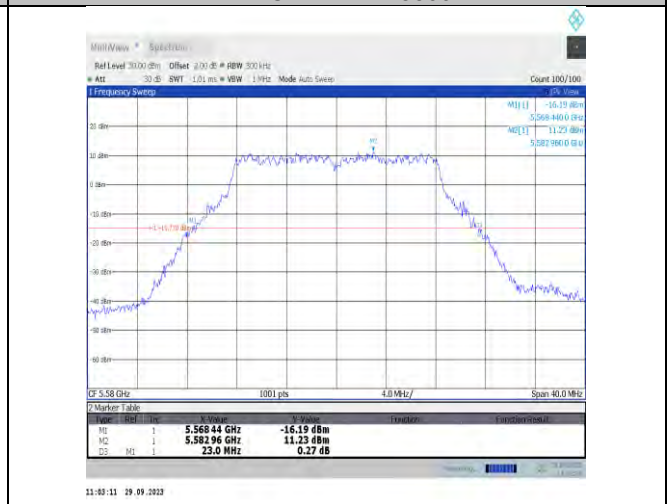 MultiView Spectrum
Ref Level 30.00 dBm Offset 2.00 dB RBW 300 kHz
Att 30 dB SWT 1.01 ms VBW 1 MHz Mode Auto Sweep Count 100/100
1 Frequency Sweep 1Pk View
M1[1] -16.19 dBm
5.568 440 0 GHz
M2[1] 11.23 dBm
5.582 960 0 GHz
20 dBm
M2
10 dBm
0 dBm
-10 dBm
M1
-20 dBm
-30 dBm
-40 dBm
-50 dBm
-60 dBm
CF 5.58 GHz 1001 pts 4.0 MHz/ Span 40.0 MHz
2 Marker Table
Type Ref Trc X-Value Y-Value Function Function Result
M1 1 5.568 44 GHz -16.19 dBm
M2 1 5.582 96 GHz 11.23 dBm
D3 M1 1 23.0 MHz 0.27 dB
11:03:11 29.09.2023